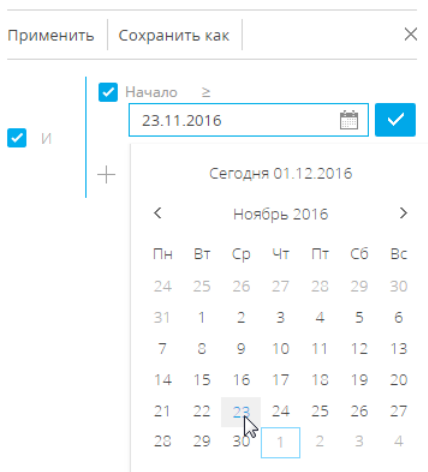 Применить Сохранить как
Начало ≥
23.11.2016
И
Сегодня 01.12.2016
Ноябрь 2016
Пн Вт Ср Чт Пт Сб Вс
24 25 26 27 28 29 30
31 1 2 3 4 5 6
7 8 9 10 11 12 13
14 15 16 17 18 19 20
21 22 23 24 25 26 27
28 29 30 1 2 3 4